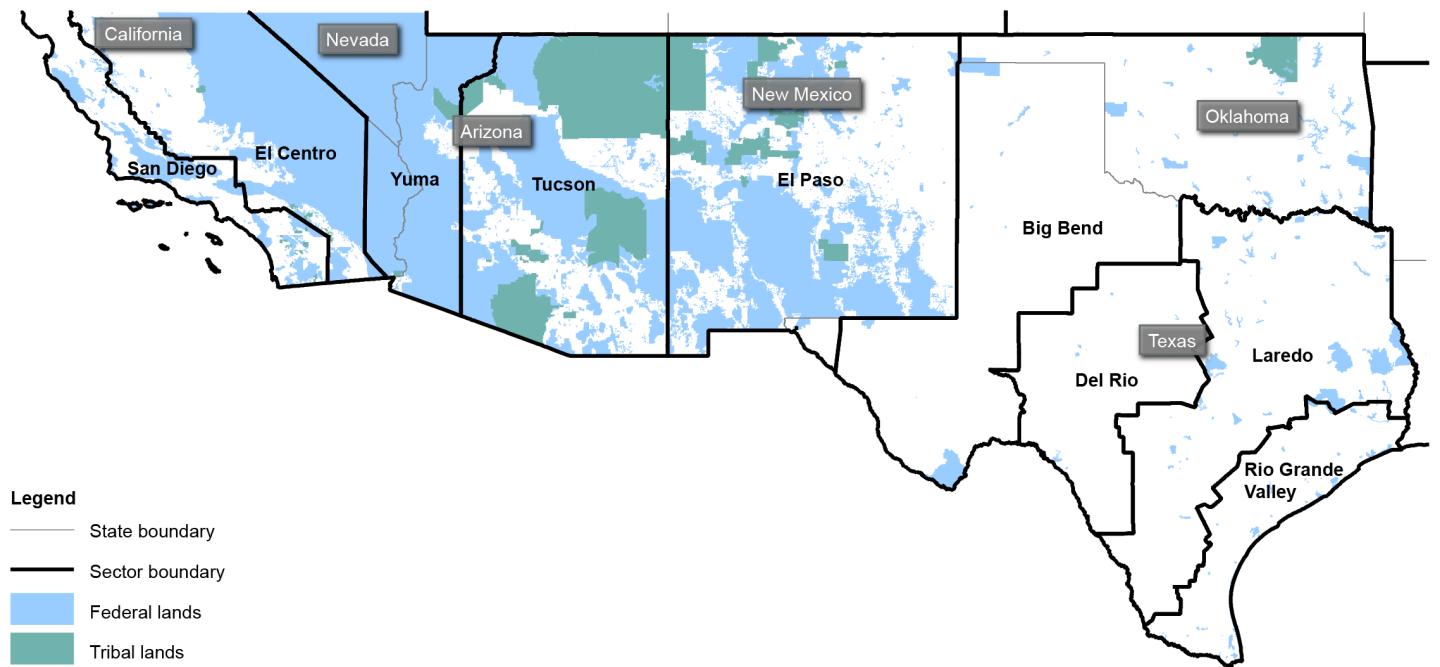 California
Nevada
Arizona
New Mexico
Oklahoma
Texas
San Diego
El Centro
Yuma
Tucson
El Paso
Big Bend
Del Rio
Laredo
Rio Grande
Valley
Legend
State boundary
Sector boundary
Federal lands
Tribal lands